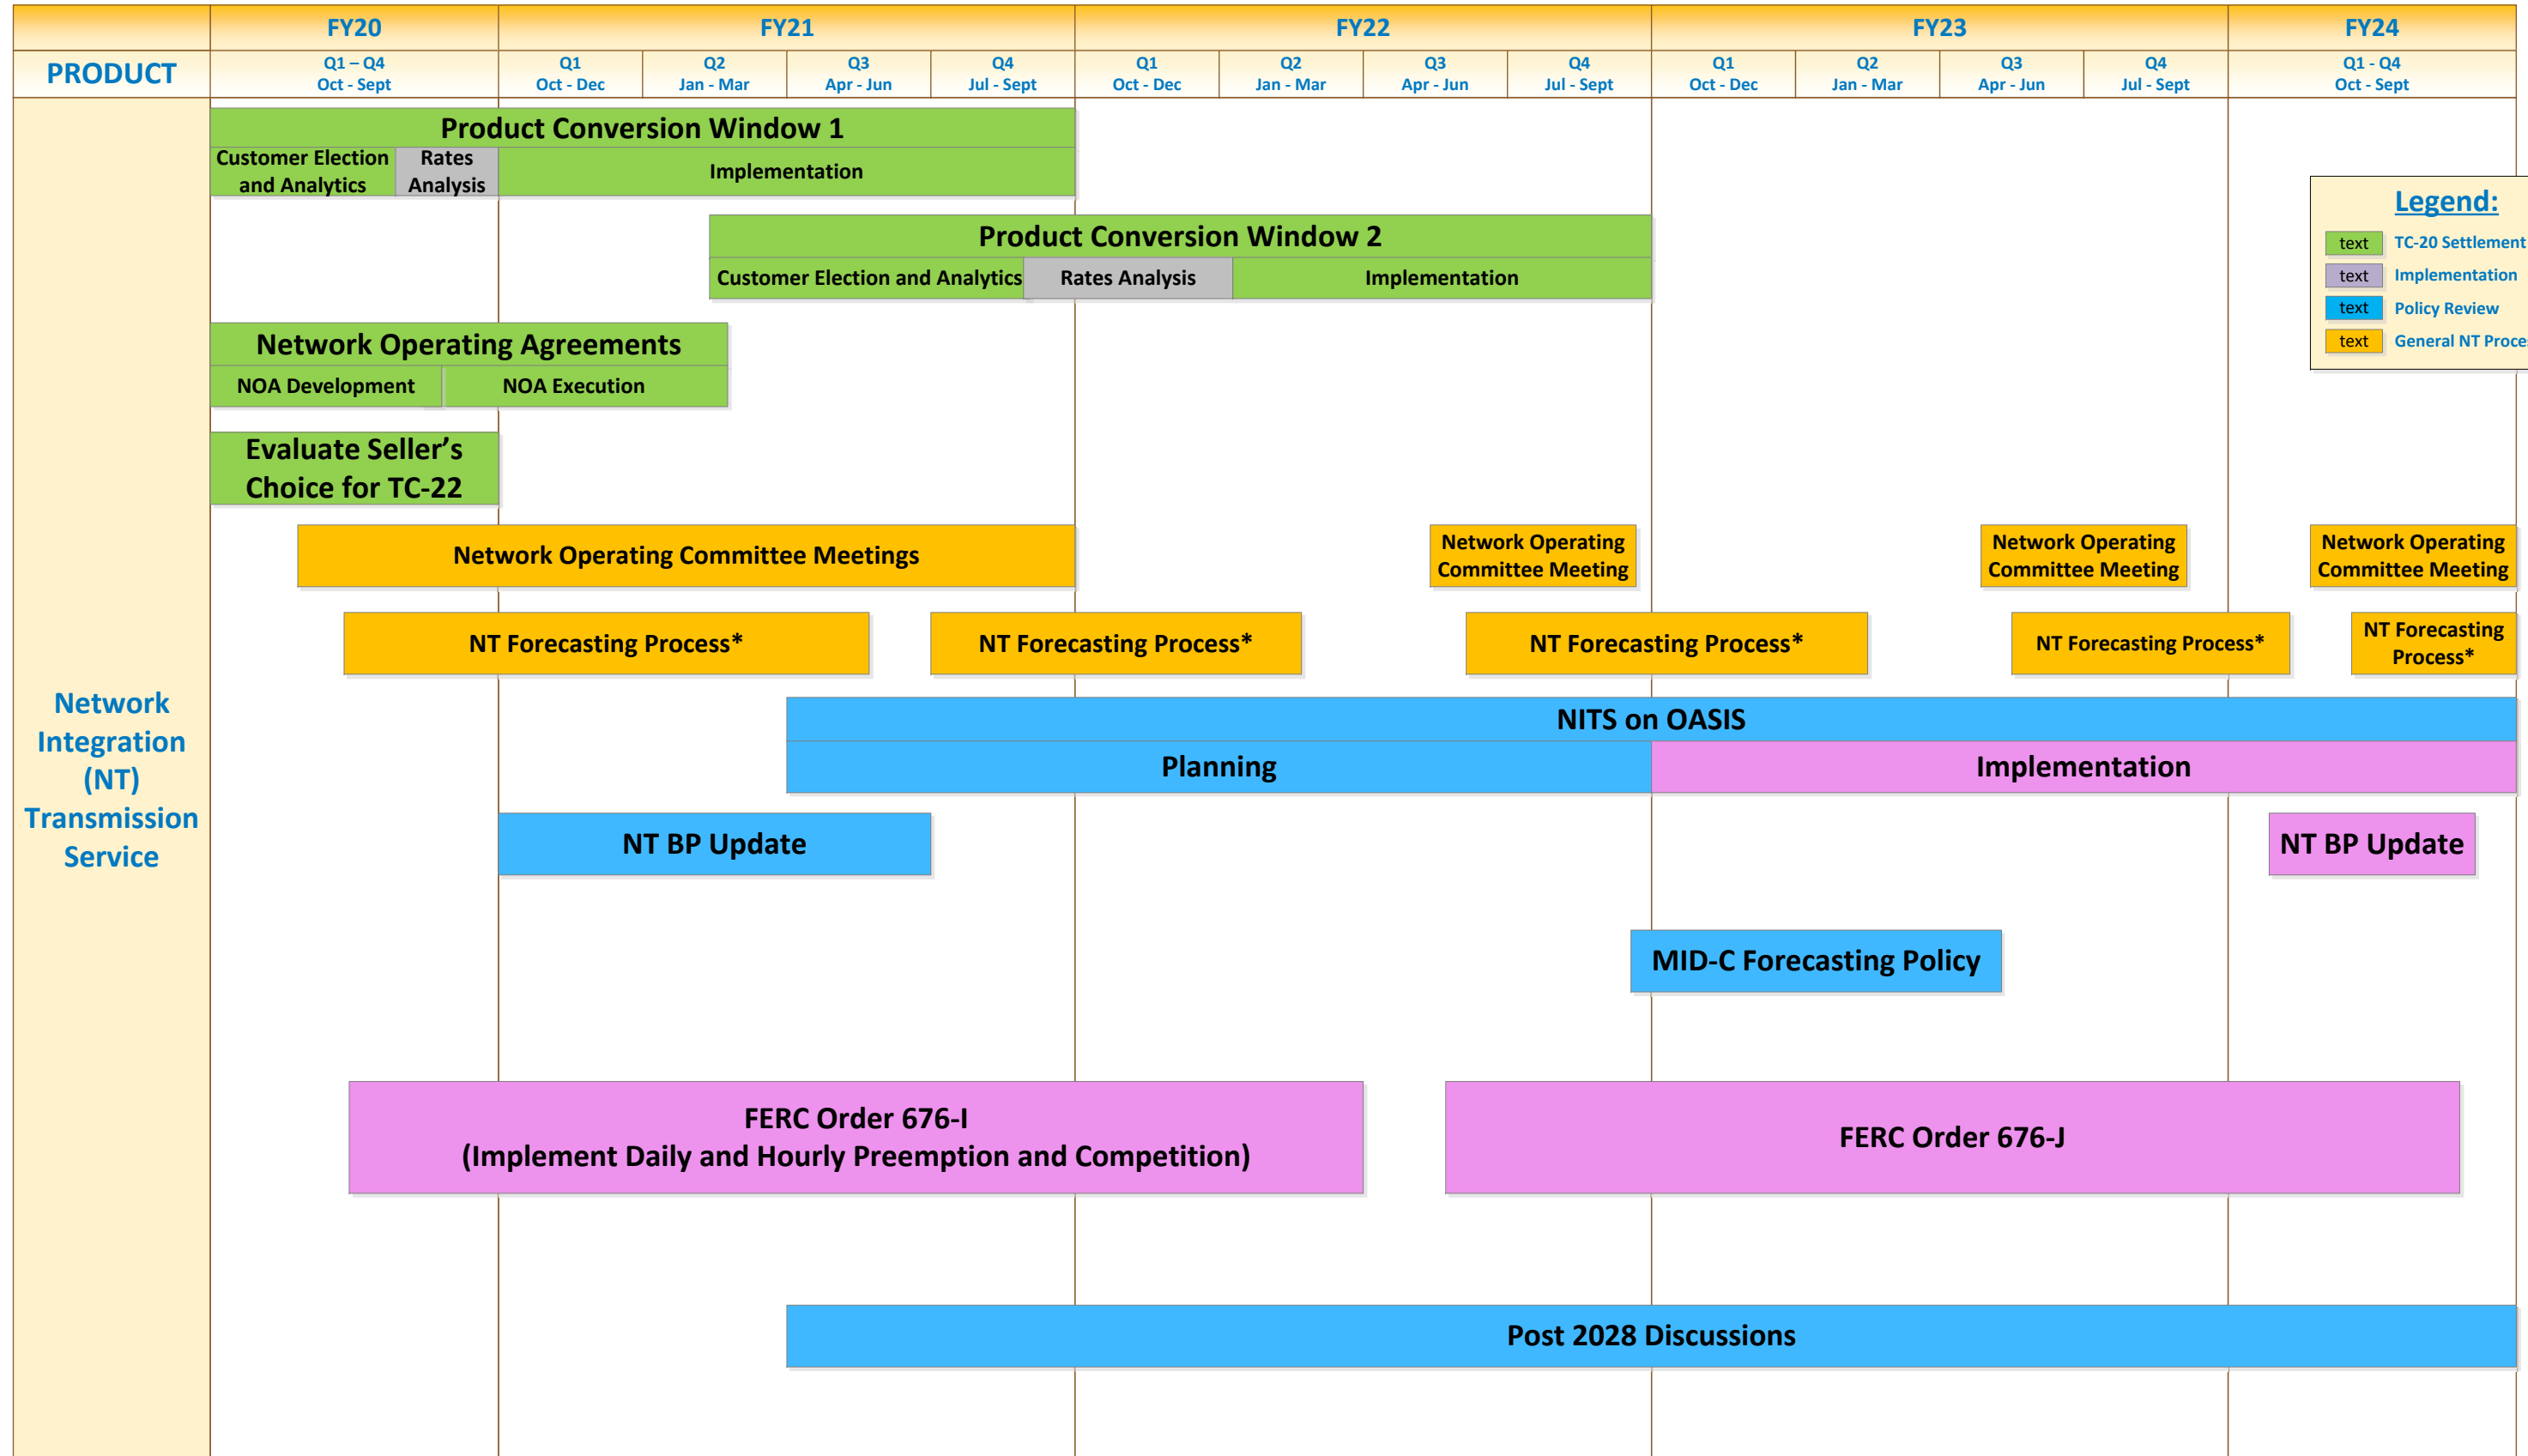 FY20
FY21
FY22
FY23
FY24
PRODUCT
Q1 – Q4
Oct - Sept
Q1
Oct - Dec
Q2
Jan - Mar
Q3
Apr - Jun
Q4
Jul - Sept
Q1
Oct - Dec
Q2
Jan - Mar
Q3
Apr - Jun
Q4
Jul - Sept
Q1
Oct - Dec
Q2
Jan - Mar
Q3
Apr - Jun
Q4
Jul - Sept
Q1 - Q4
Oct - Sept
Network
Integration
(NT)
Transmission
Service
Product Conversion Window 1
Customer Election
and Analytics
Rates
Analysis
Implementation
Product Conversion Window 2
Customer Election and Analytics
Rates Analysis
Implementation
Legend:
text TC-20 Settlement
text Implementation
text Policy Review
text General NT
Network Operating Agreements
NOA Development
NOA Execution
Evaluate Seller’s
Choice for TC-22
Network Operating Committee Meetings
Network Operating
Committee Meeting
Network Operating
Committee Meeting
Network Operating
Committee Meeting
NT Forecasting Process*
NT Forecasting Process*
NT Forecasting Process*
NT Forecasting Process*
NT Forecasting
Process*
NITS on OASIS
Planning
Implementation
NT BP Update
NT BP Update
MID-C Forecasting Policy
FERC Order 676-I
(Implement Daily and Hourly Preemption and Competition)
FERC Order 676-J
Post 2028 Discussions